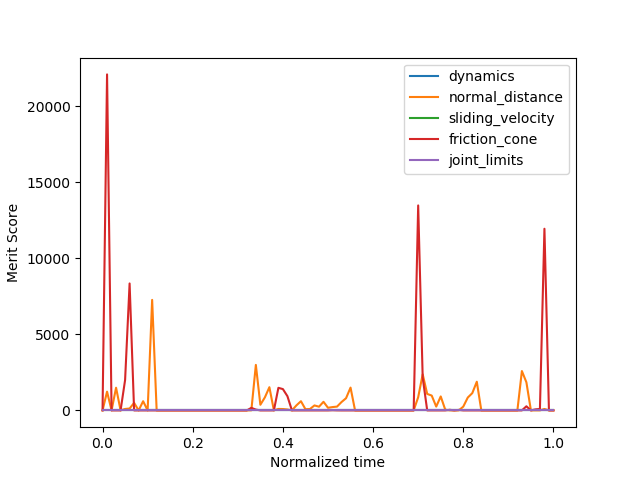 dynamics
normal_distance
sliding_velocity
friction_cone
joint_limits
20000
15000
10000
5000
0
Merit Score
0.0 0.2 0.4 0.6 0.8 1.0
Normalized time